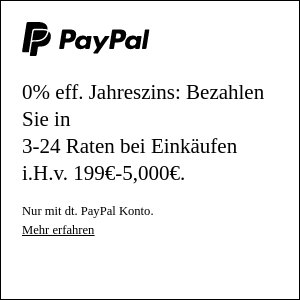 PayPal
0% eff. Jahreszins: Bezahlen
Sie in
3-24 Raten bei Einkäufen
i.H.v. 199€-5,000€.
Nur mit dt. PayPal Konto.
Mehr erfahren